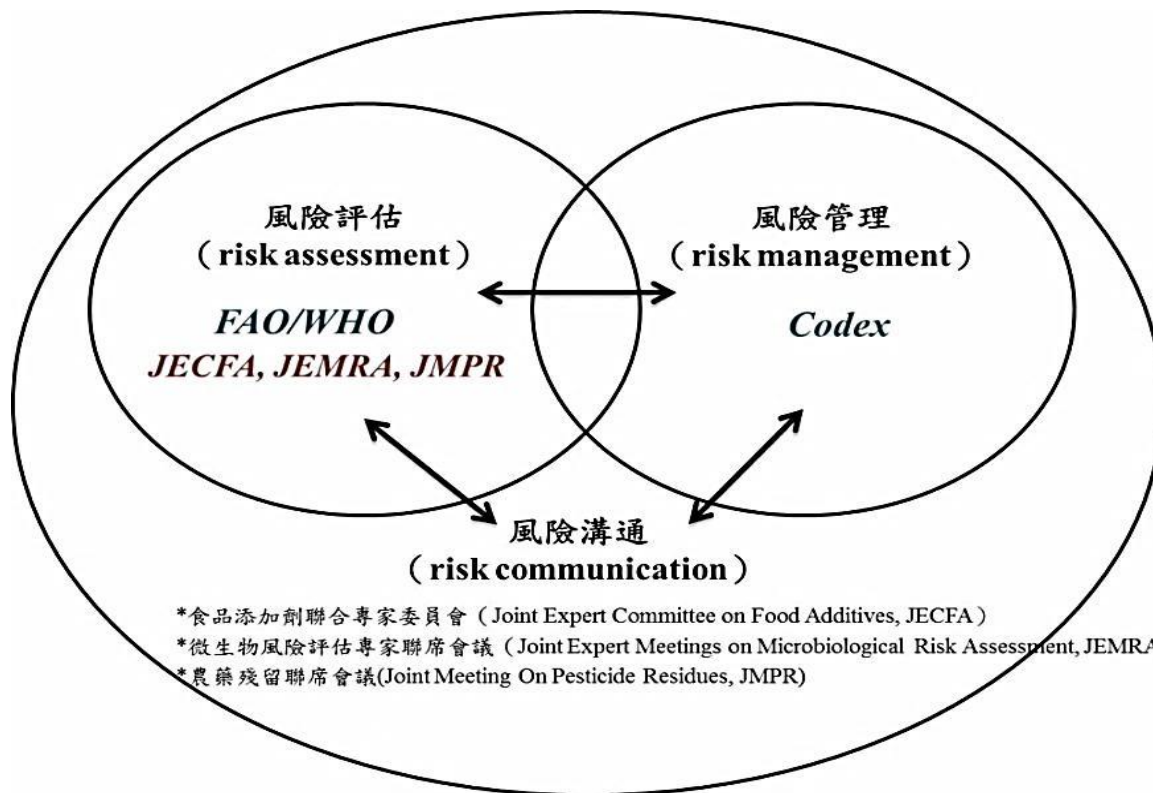 風險評估
（risk assessment）
FAO/WHO
JECFA, JEMRA, JMPR
風險管理
（risk management）
Codex
風險溝通
（risk communication）
*食品添加劑聯合專家委員會（Joint Expert Committee on Food Additives, JECFA）
*微生物風險評估專家聯席會議（Joint Expert Meetings on Microbiological Risk Assessment, JEMRA
*農藥殘留聯席會議(Joint Meeting On Pesticide Residues, JMPR)